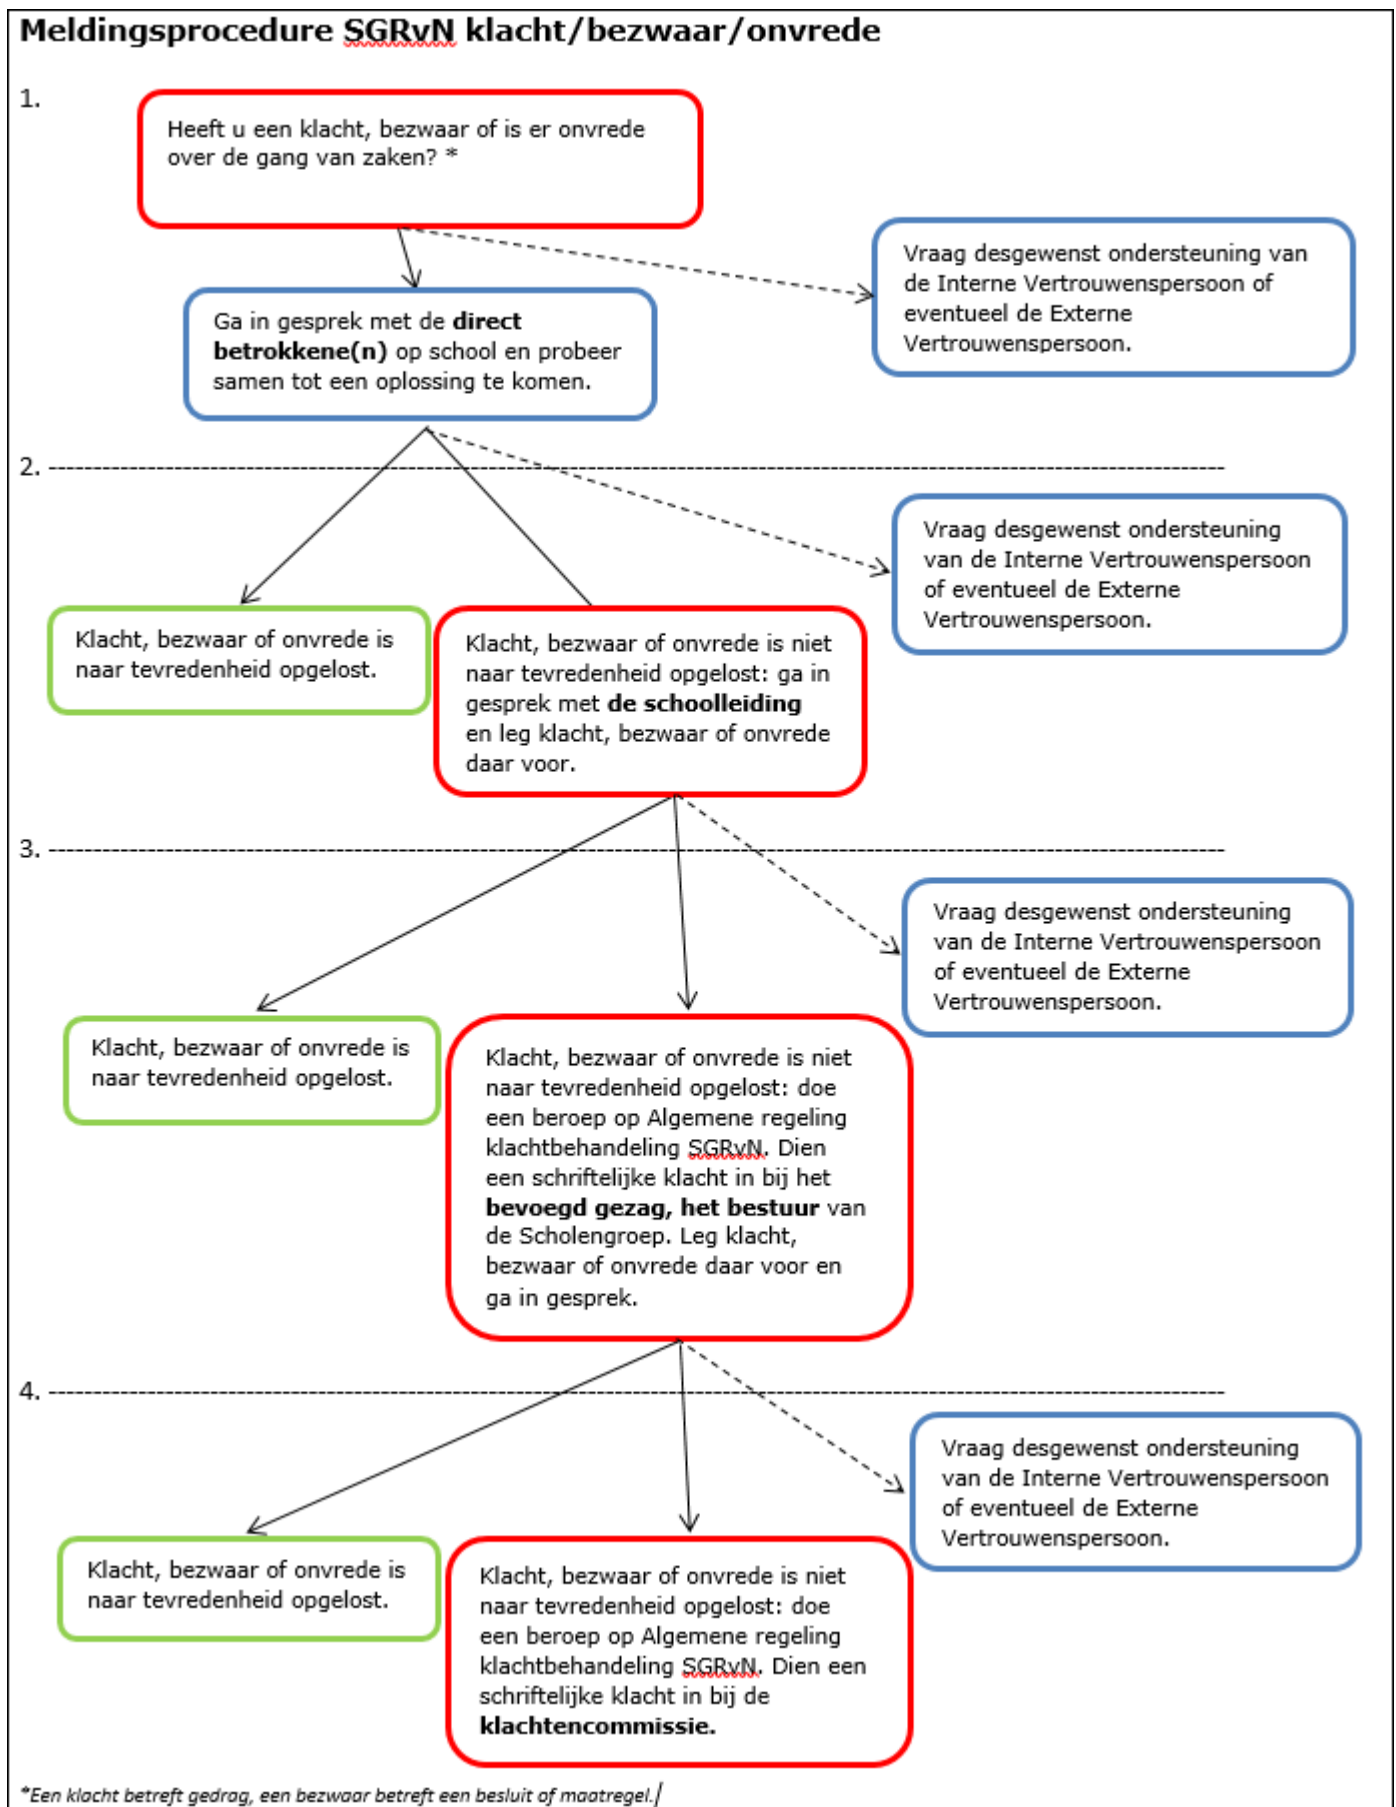 Meldingsprocedure SGRvN klacht/bezwaar/onvrede
1.
Heeft u een klacht, bezwaar of is er onvrede
over de gang van zaken? *
Vraag desgewenst ondersteuning van
de Interne Vertrouwenspersoon of
eventueel de Externe
Vertrouwenspersoon.
Ga in gesprek met de direct
betrokkene(n) op school en probeer
samen tot een oplossing te komen.
2.
Vraag desgewenst ondersteuning
van de Interne Vertrouwenspersoon
of eventueel de Externe
Vertrouwenspersoon.
Klacht, bezwaar of onvrede is
naar tevredenheid opgelost.
Klacht, bezwaar of onvrede is niet
naar tevredenheid opgelost: ga in
gesprek met de schoolleiding
en leg klacht, bezwaar of onvrede
daar voor.
3.
Vraag desgewenst ondersteuning
van de Interne Vertrouwenspersoon
of eventueel de Externe
Vertrouwenspersoon.
Klacht, bezwaar of onvrede is
naar tevredenheid opgelost.
Klacht, bezwaar of onvrede is niet
naar tevredenheid opgelost: doe
een beroep op Algemene regeling
klachtbehandeling SGRvN. Dien
een schriftelijke klacht in bij het
bevoegd gezag, het bestuur van
de Scholengroep. Leg klacht,
bezwaar of onvrede daar voor en
ga in gesprek.
4.
Vraag desgewenst ondersteuning
van de Interne Vertrouwenspersoon
of eventueel de Externe
Vertrouwenspersoon.
Klacht, bezwaar of onvrede is
naar tevredenheid opgelost.
Klacht, bezwaar of onvrede is niet
naar tevredenheid opgelost: doe
een beroep op Algemene regeling
klachtbehandeling SGRvN. Dien een
schriftelijke klacht in bij de
klachtencommissie.
*Een klacht betreft gedrag, een bezwaar betreft een besluit of maatregel.